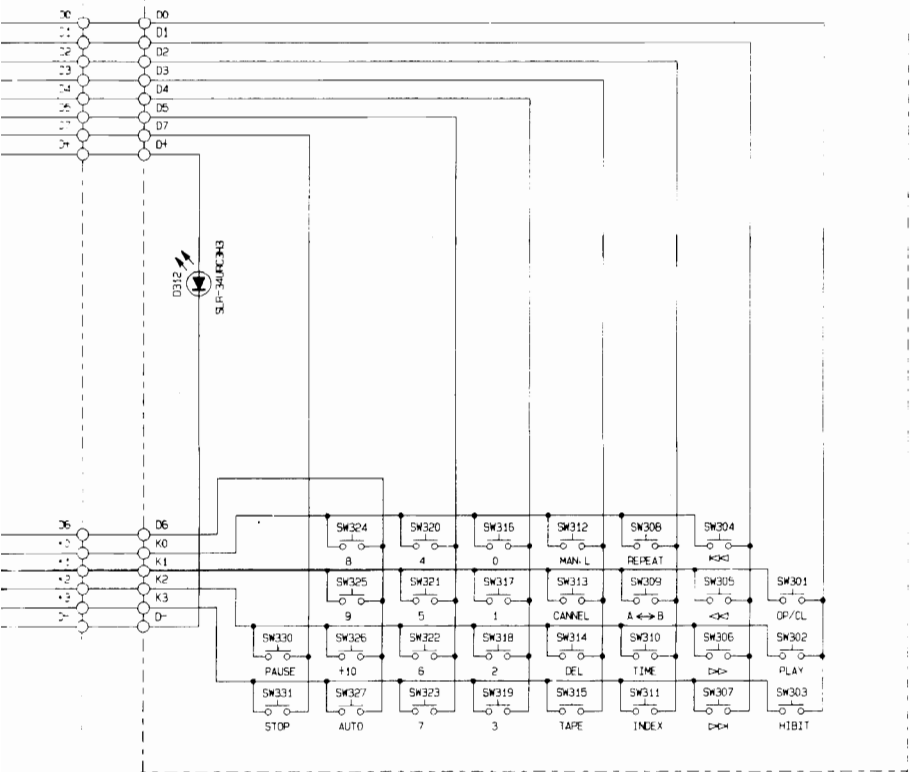 D0
D1
D2
D3
D4
D5
D7
D+
D312
SLR-34URC3H3
D6 D6
K0
K1
K2
K3
D-
SW324 SW320 SW316 SW312 SW308 SW304
8 4 0 MAN.L REPEAT
SW325 SW321 SW317 SW313 SW309 SW305 SW301
9 5 1 CANNEL A ↔ B OP/CL
SW330 SW326 SW322 SW318 SW314 SW310 SW306 SW302
PAUSE +10 6 2 DEL TIME PLAY
SW331 SW327 SW323 SW319 SW315 SW311 SW307 SW303
STOP AUTO 7 3 TAPE INDEX HIBIT